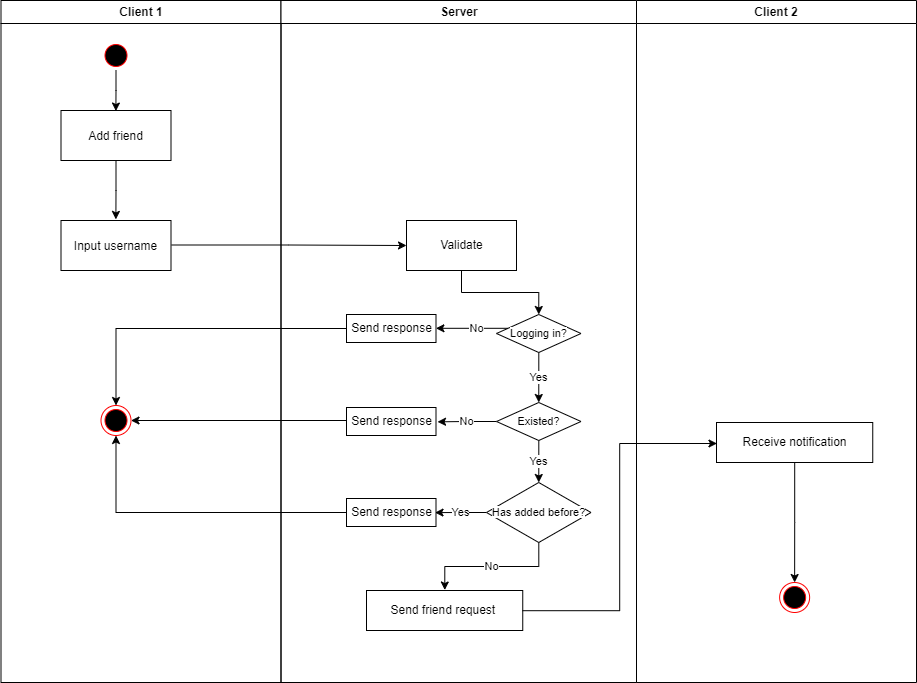 Client 1
Server
Client 2
Add friend
Input username
Validate
Send response
No
Logging in?
Yes
Send response
No
Existed?
Receive notification
Yes
Send response
Yes
Has added before?
No
Send friend request